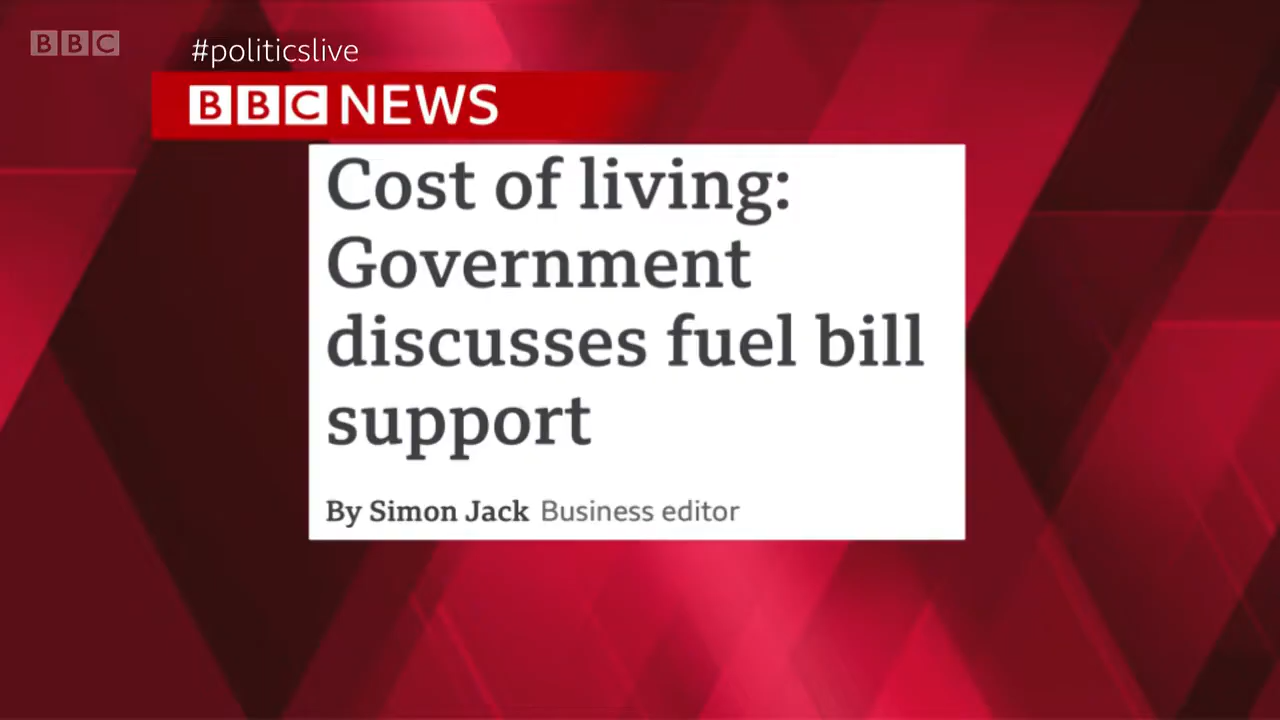 BBC
#politicslive
BBC NEWS
Cost of living:
Government
discusses fuel bill
support
By Simon Jack Business editor